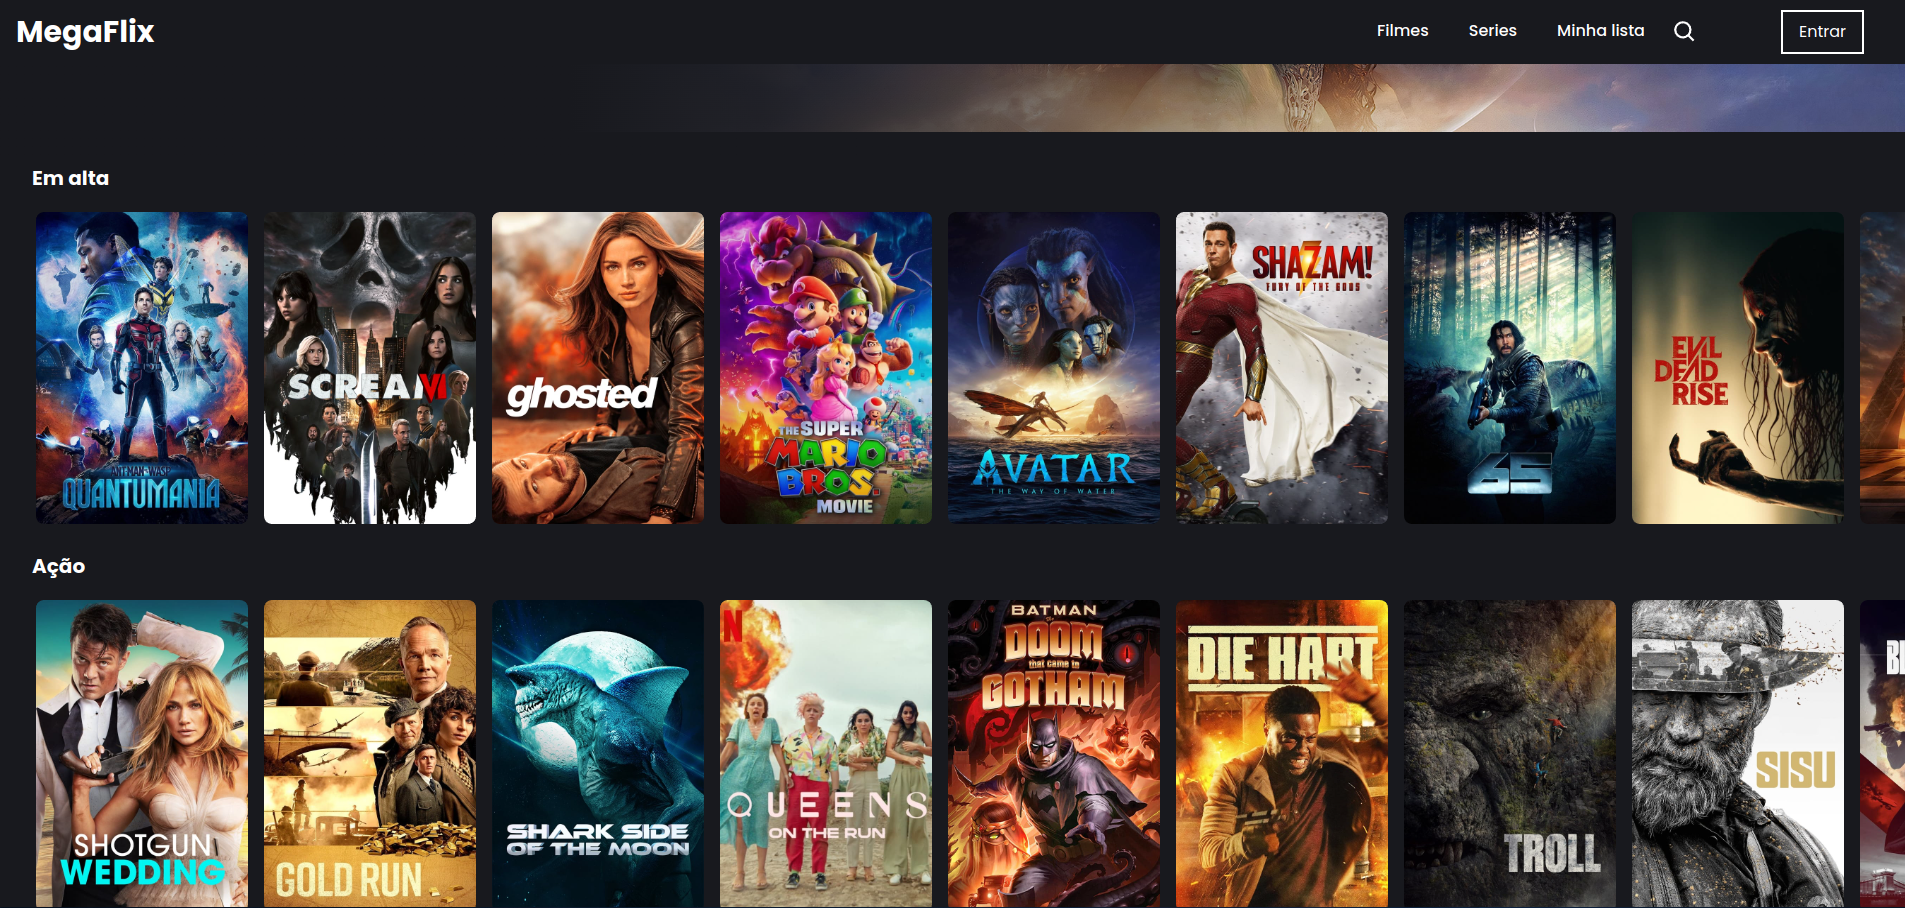 MegaFlix
Filmes
Series
Minha lista
Entrar
Em alta
ANT-MAN AND THE WASP
QUANTUMANIA
SCREAM VI
ghosted
THE SUPER
MARIO
BROS.
MOVIE
AVATAR
THE WAY OF WATER
SHAZAM!
FURY OF THE GODS
65
EVIL
DEAD
RISE
Ação
SHOTGUN
WEDDING
GOLD RUN
SHARK SIDE
OF THE MOON
N
QUEENS
ON THE RUN
BATMAN
DOOM
that came to
GOTHAM
DIE HART
TROLL
SISU